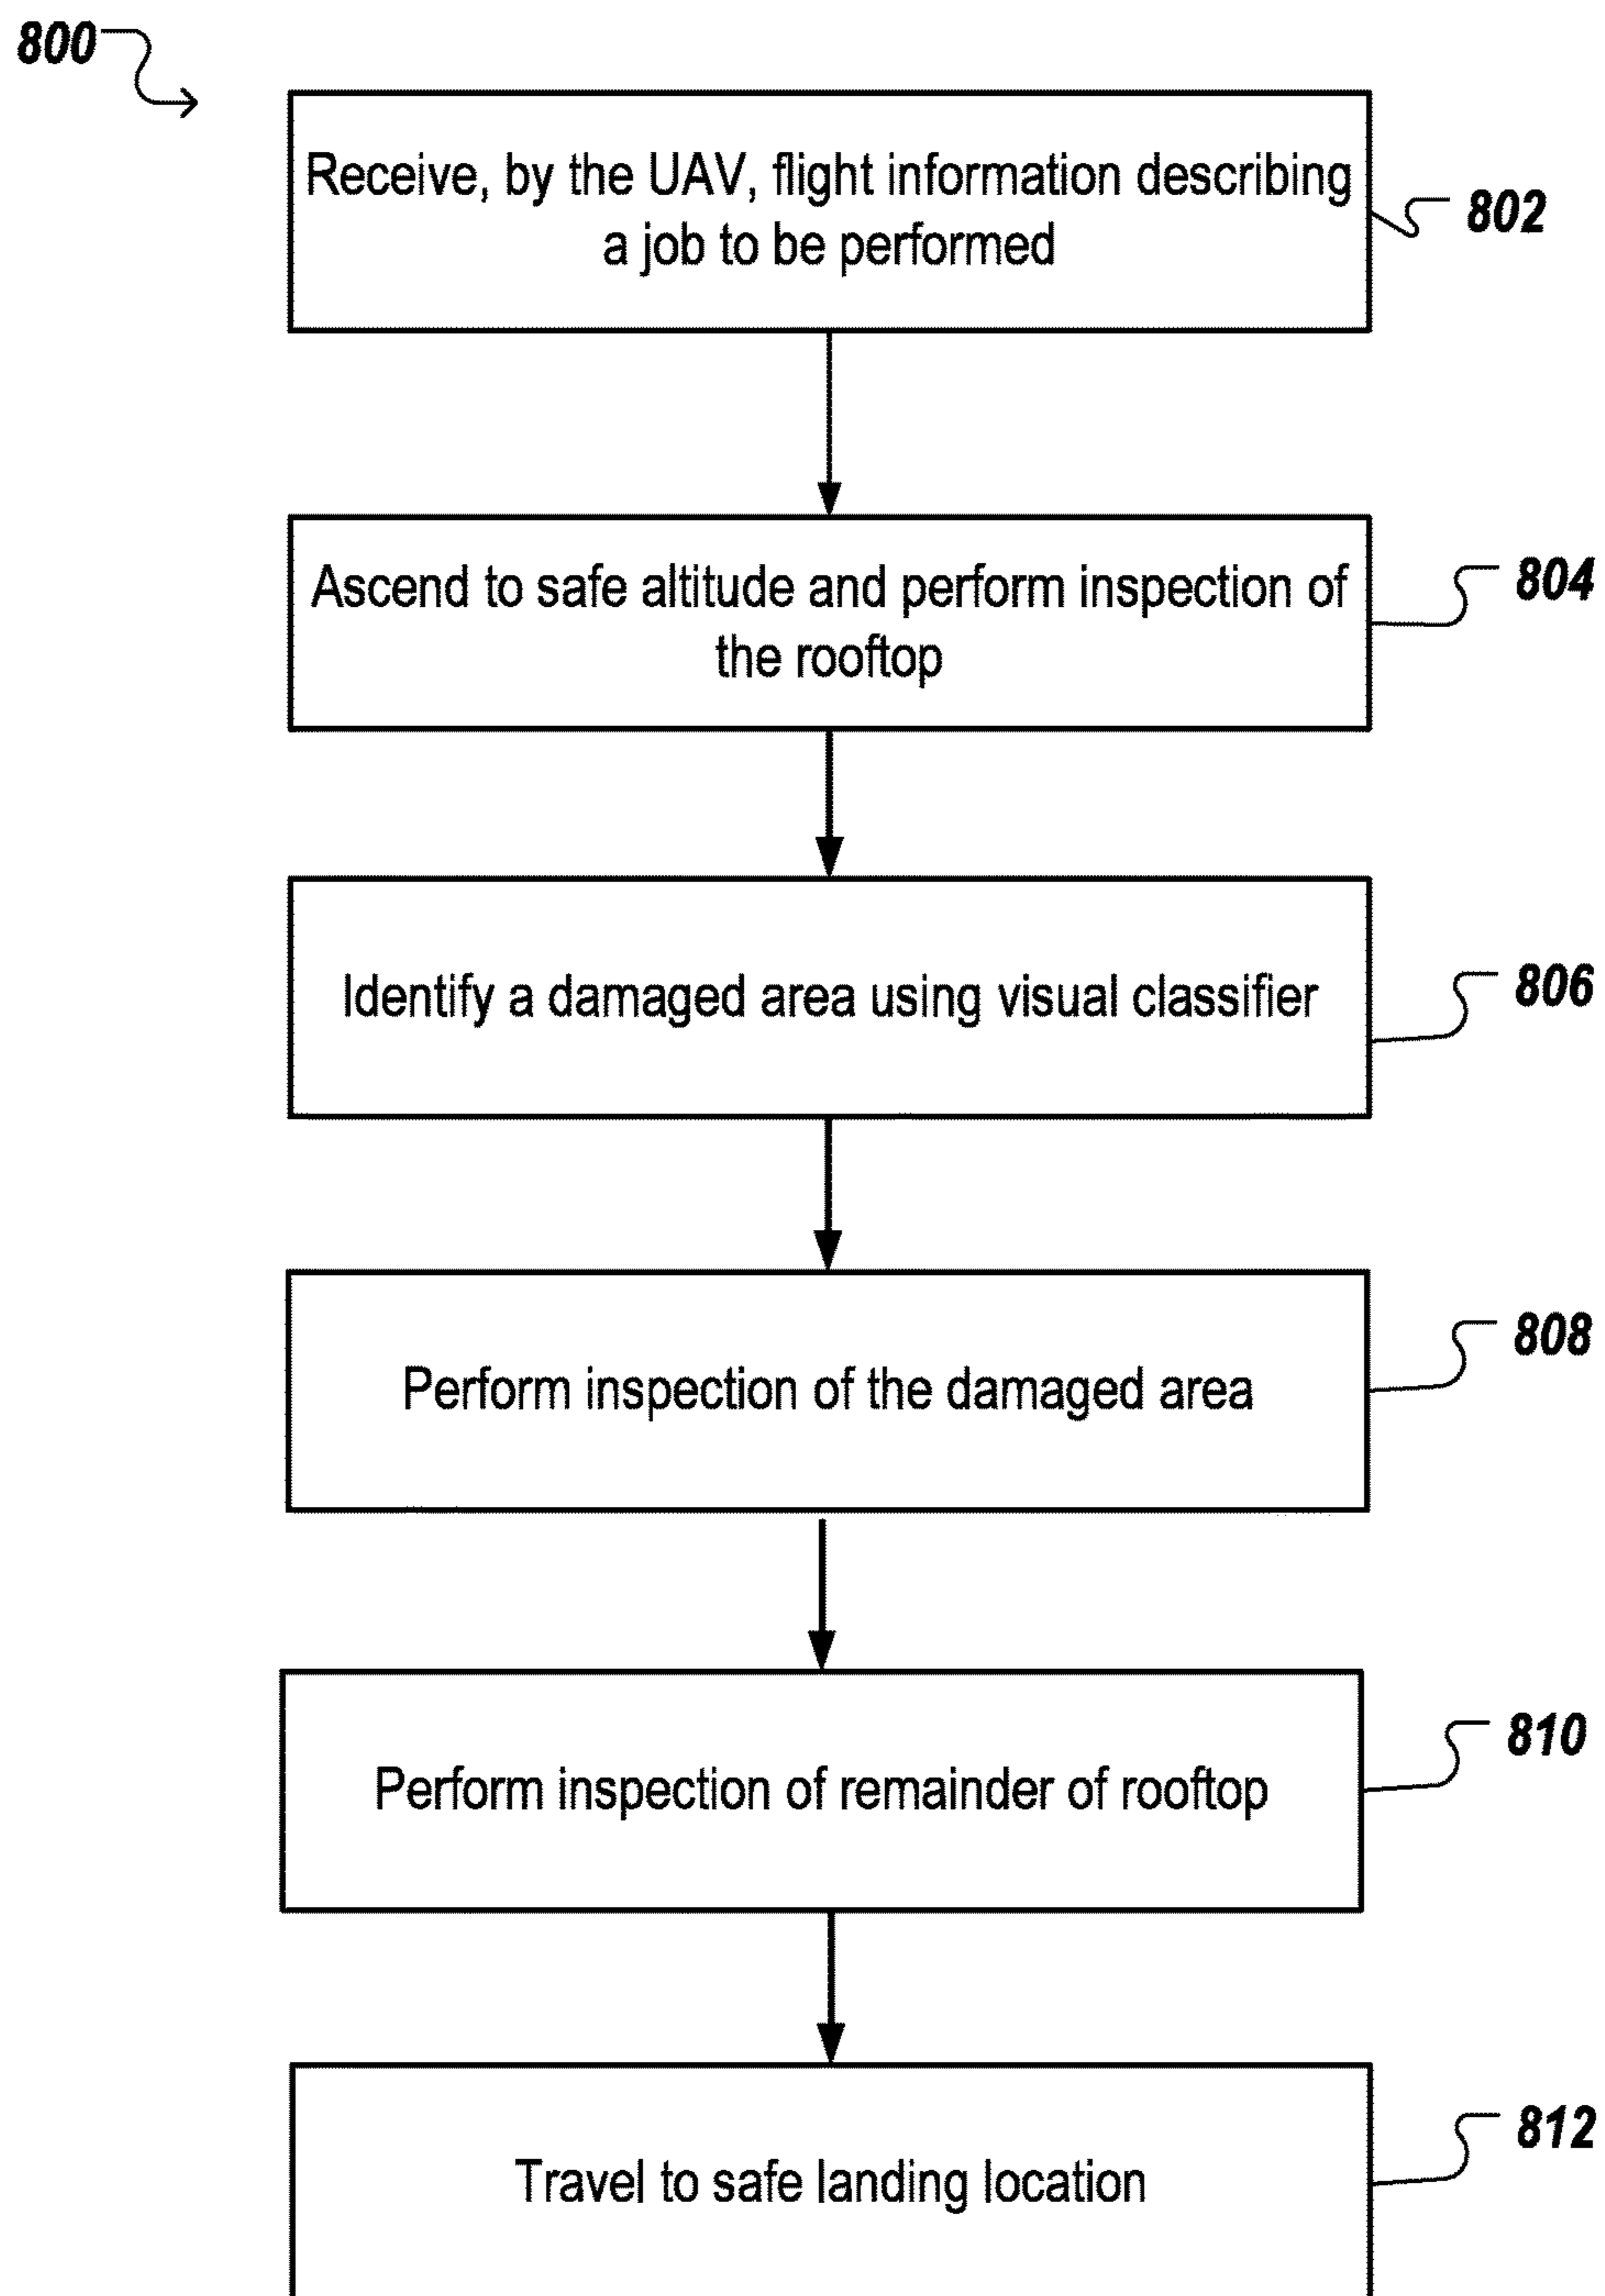 800
Receive, by the UAV, flight information describing
a job to be performed
802
Ascend to safe altitude and perform inspection of
the rooftop
804
Identify a damaged area using visual classifier
806
Perform inspection of the damaged area
808
Perform inspection of remainder of rooftop
810
Travel to safe landing location
812